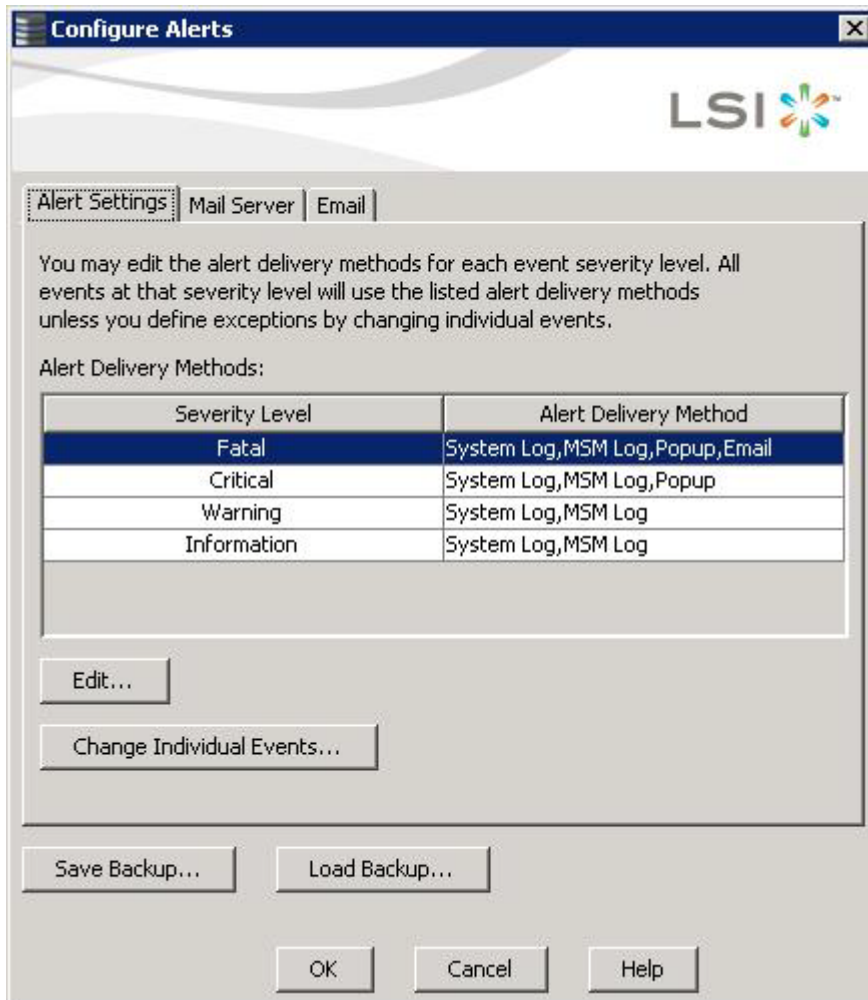 Configure Alerts
LSI™
Alert Settings Mail Server Email
You may edit the alert delivery methods for each event severity level. All
events at that severity level will use the listed alert delivery methods
unless you define exceptions by changing individual events.
Alert Delivery Methods:
Severity Level Alert Delivery Method
Fatal System Log,MSM Log,Popup,Email
Critical System Log,MSM Log,Popup
Warning System Log,MSM Log
Information System Log,MSM Log
Edit...
Change Individual Events...
Save Backup... Load Backup...
OK Cancel Help